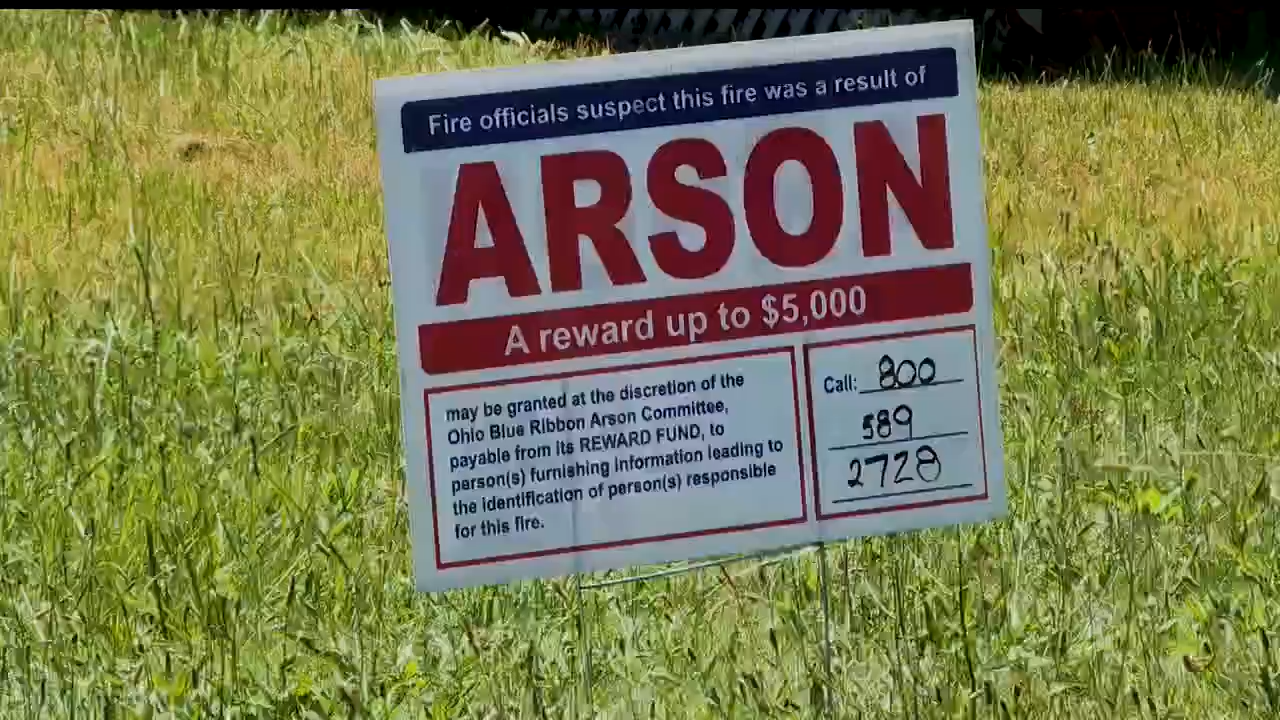 Fire officials suspect this fire was a result of
ARSON
A reward up to $5,000
may be granted at the discretion of the
Ohio Blue Ribbon Arson Committee,
payable from its REWARD FUND, to
person(s) furnishing information leading to
the identification of person(s) responsible
for this fire.
Call: 800
589
2728